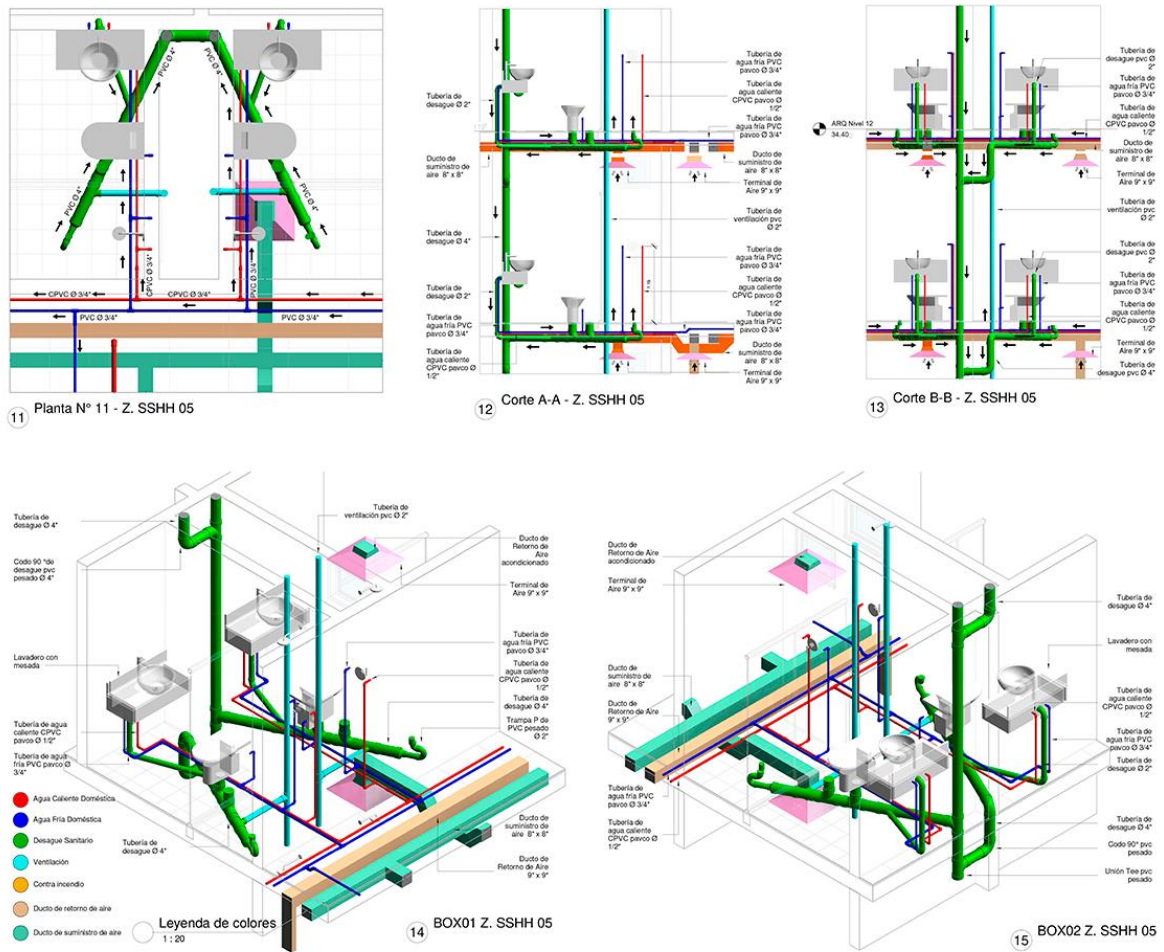 PVC Ø 4"
PVC Ø 4"
PVC Ø 4"
PVC Ø 4"
CPVC Ø 3/4"
PVC Ø 3/4"
CPVC Ø 3/4"
CPVC Ø 3/4"
CPVC Ø 3/4"
PVC Ø 3/4"
PVC Ø 3/4"
11 Planta N° 11 - Z. SSHH 05
Tubería de
desague Ø 2"
Ducto de
suministro de
aire 8" x 8"
Tubería de
desague Ø 4"
Tubería de
desague Ø 2"
Tubería de
agua fría PVC
pavco Ø 3/4"
Tubería de
agua caliente
CPVC pavco Ø
1/2"
Tubería de
agua fría PVC
pavco Ø 3/4"
Tubería de
agua caliente
CPVC pavco Ø
1/2"
Tubería de
agua fría PVC
pavco Ø 3/4"
Ducto de
suministro de
aire 8" x 8"
Terminal de
Aire 9" x 9"
Tubería de
ventilación pvc
Ø 2"
Tubería de
agua fría PVC
pavco Ø 3/4"
Tubería de
agua caliente
CPVC pavco Ø
1/2"
Tubería de
agua fría PVC
pavco Ø 3/4"
Ducto de
suministro de
aire 8" x 8"
Terminal de
Aire 9" x 9"
12 Corte A-A - Z. SSHH 05
ARQ Nivel 12
34.40
Tubería de
desague pvc Ø
2"
Tubería de
agua fría PVC
pavco Ø 3/4"
Tubería de
agua caliente
CPVC pavco Ø
1/2"
Ducto de
suministro de
aire 8" x 8"
Terminal de
Aire 9" x 9"
Tubería de
ventilación pvc
Ø 2"
Tubería de
desague pvc Ø
2"
Tubería de
agua fría PVC
pavco Ø 3/4"
Tubería de
agua caliente
CPVC pavco Ø
1/2"
Terminal de
Aire 9" x 9"
Tubería de
desague pvc Ø 4"
13 Corte B-B - Z. SSHH 05
Tubería de
desague Ø 4"
Codo 90 °de
desague pvc
pesado Ø 4"
Lavadero con
mesada
Tubería de agua
caliente CPVC
pavco Ø 1/2"
Tubería de agua
fría PVC pavco Ø
3/4"
Tubería de
ventilación pvc Ø 2"
Ducto de
Retorno de
Aire
acondicionado
Terminal de
Aire 9" x 9"
Tubería de
agua fría PVC
pavco Ø 3/4"
Tubería de
agua caliente
CPVC pavco Ø
1/2"
Tubería de
desague Ø 4"
Trampa P de
PVC pesado
Ø 2"
Tubería de
desague Ø 4"
Ducto de
suministro de
aire 8" x 8"
Ducto de
Retorno de Aire
9" x 9"
Agua Caliente Doméstica
Agua Fría Doméstica
Desague Sanitario
Ventilación
Contra incendio
Ducto de retorno de aire
Ducto de suministro de aire
Leyenda de colores
1 : 20
14 BOX01 Z. SSHH 05
Ducto de
Retorno de Aire
acondicionado
Terminal de
Aire 9" x 9"
Ducto de
suministro de
aire 8" x 8"
Ducto de
Retorno de Aire
9" x 9"
Tubería de
agua fría PVC
pavco Ø 3/4"
Tubería de
agua caliente
CPVC pavco Ø
1/2"
Tubería de
desague Ø 4"
Lavadero con
mesada
Tubería de
agua caliente
CPVC pavco Ø
1/2"
Tubería de
agua fría PVC
pavco Ø 3/4"
Tubería de
desague Ø 2"
Tubería de
desague Ø 4"
Codo 90° pvc
pesado
Unión Tee pvc
pesado
15 BOX02 Z. SSHH 05